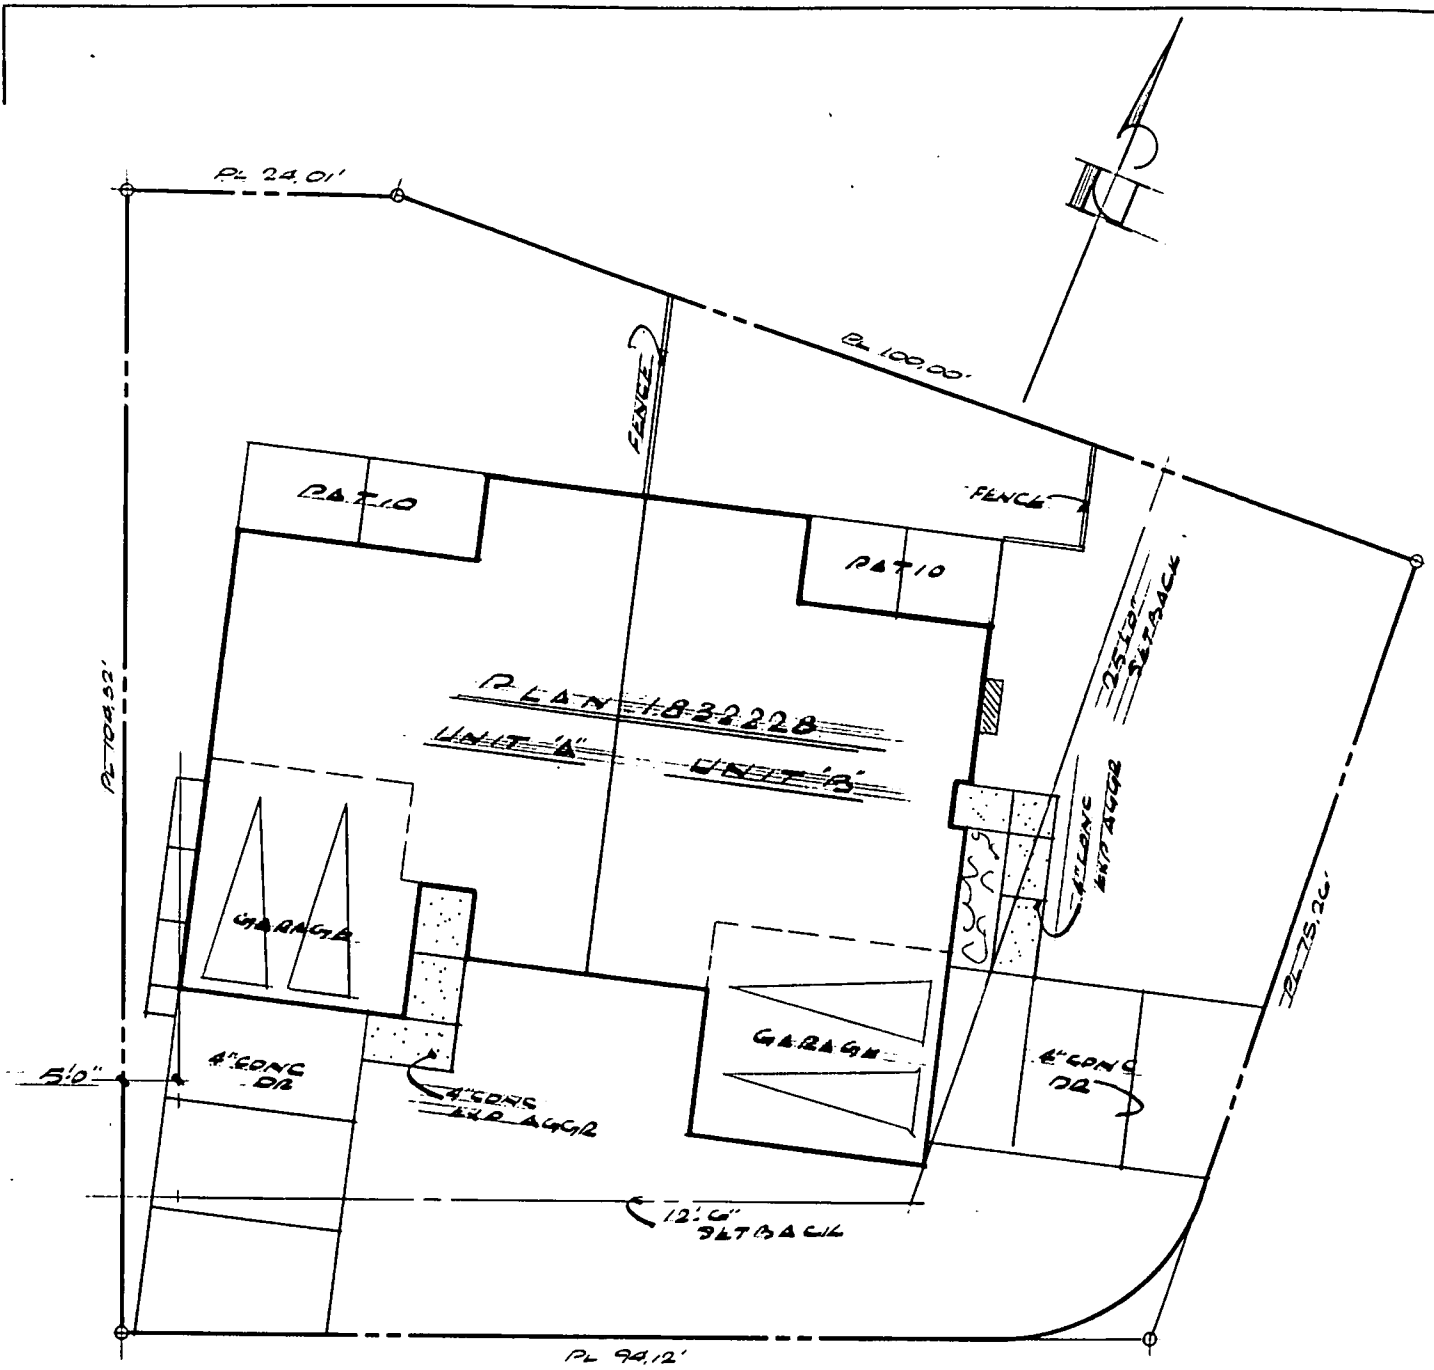 PL 24.01'
PL 100.00'
FENCE
FENCE
PATIO
PATIO
25'-0"
SETBACK
PL 104.32'
PLAN 1832228
UNIT "A"
UNIT "B"
4" CONC
EXP AGGR
GARAGE
PL 75.26'
GARAGE
4" CONC
DR
4" CONC
DR
5'-0"
4" CONC
EXP AGGR
12'-6"
SETBACK
PL 94.12'